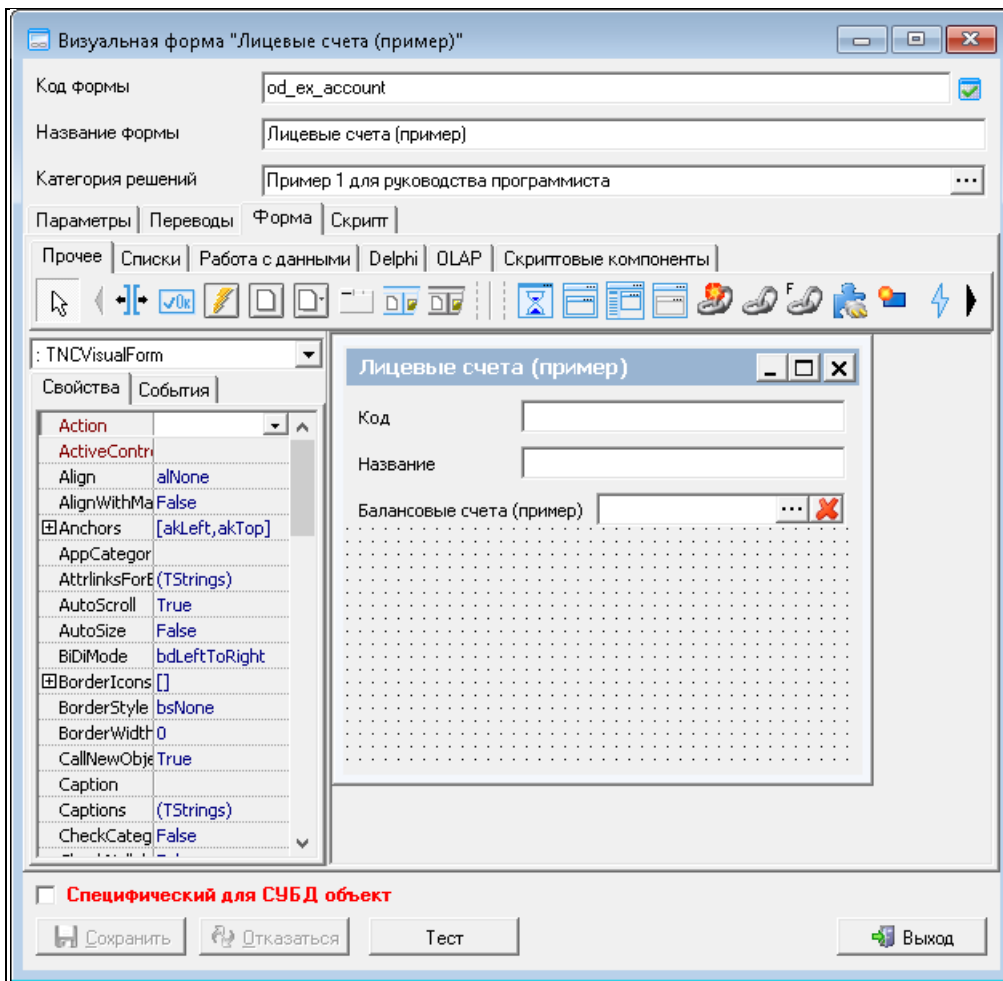 Визуальная форма "Лицевые счета (пример)"
Код формы od_ex_account
Название формы Лицевые счета (пример)
Категория решений Пример 1 для руководства программиста ...
Параметры Переводы Форма Скрипт
Прочее Списки Работа с данными Delphi OLAP Скриптовые компоненты
: TNCVisualForm
Свойства События
Action
ActiveContr
Align alNone
AlignWithMa False
Anchors [akLeft,akTop]
AppCategor
AttrlinksForE (TStrings)
AutoScroll True
AutoSize False
BiDiMode bdLeftToRight
BorderIcons []
BorderStyle bsNone
BorderWidth 0
CallNewObje True
Caption
Captions (TStrings)
CheckCateg False
Лицевые счета (пример)
Код
Название
Балансовые счета (пример) ...
Специфический для СУБД объект
Сохранить Отказаться Тест Выход